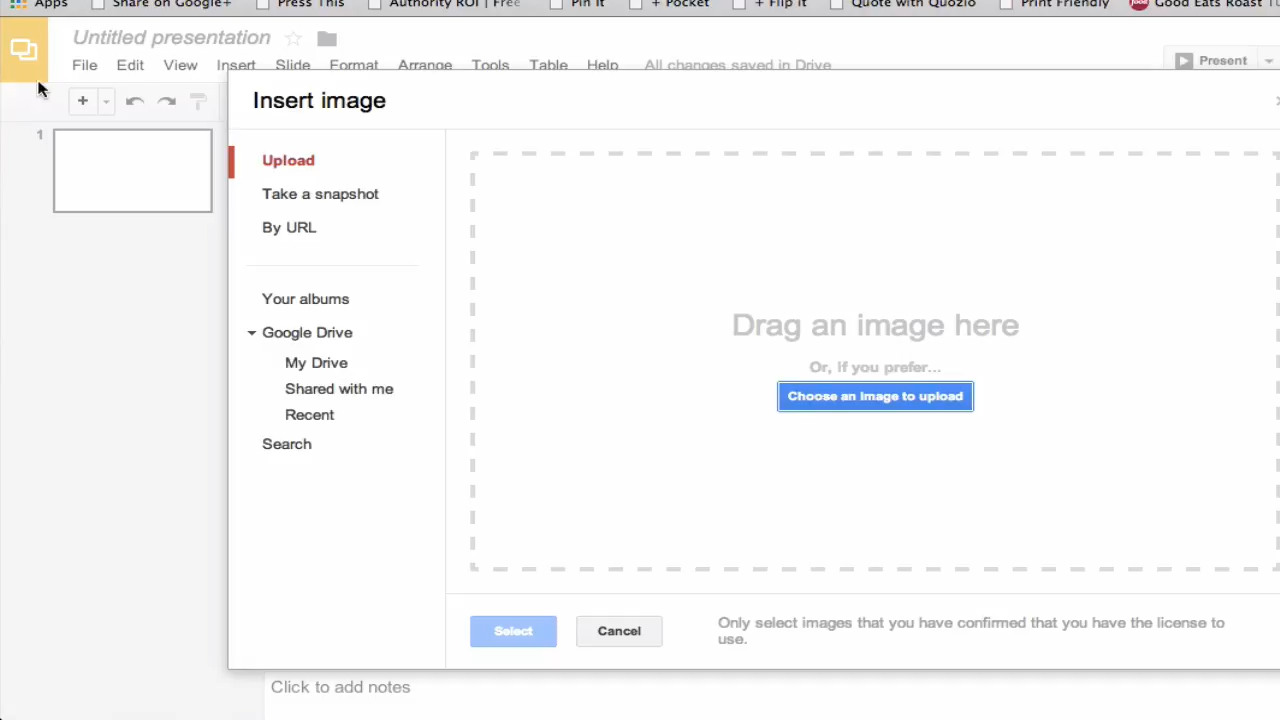 Apps Share on Google+ Press This Authority ROI | Free Pin It + Pocket + Flip It Quote with Quozio Print Friendly Good Eats Roast Tu
Untitled presentation
File Edit View Insert Slide Format Arrange Tools Table Help All changes saved in Drive
Present
Insert image
1
Upload
Take a snapshot
By URL
Your albums
Google Drive
My Drive
Shared with me
Recent
Search
Drag an image here
Or, if you prefer...
Choose an image to upload
Select Cancel
Only select images that you have confirmed that you have the license to
use.
Click to add notes